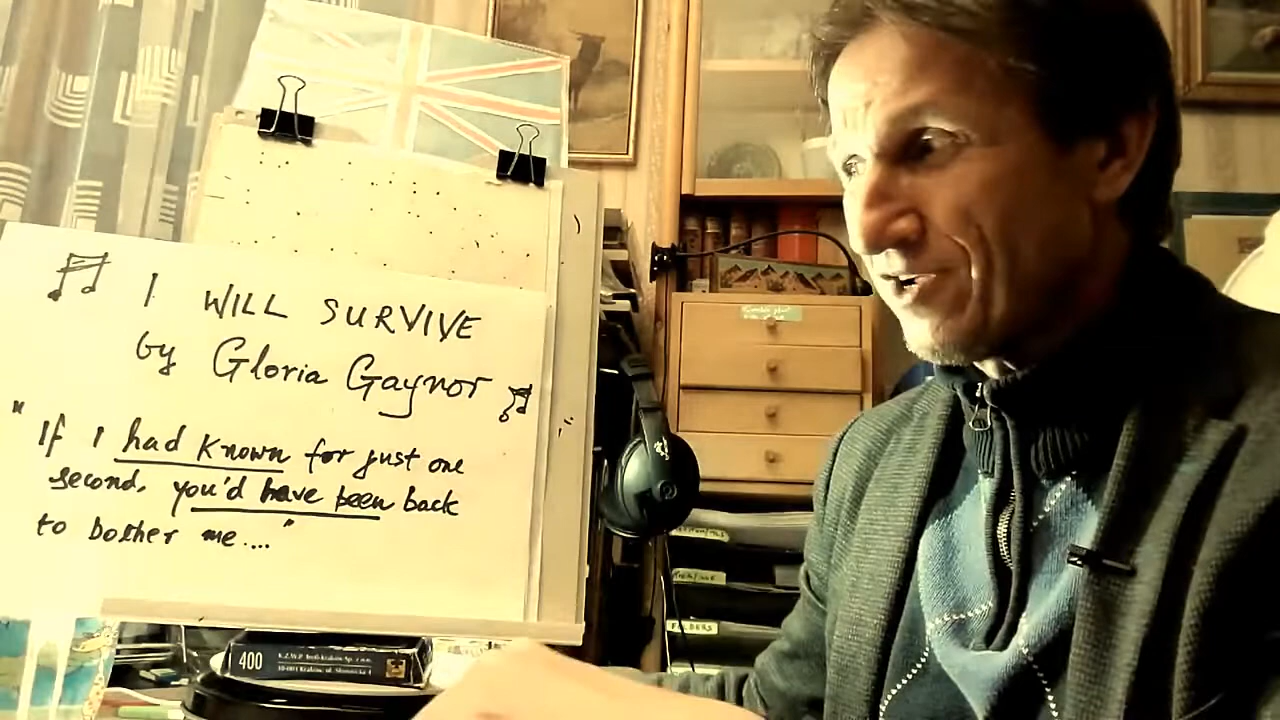 I WILL SURVIVE
by Gloria Gaynor
"If I had known for just one
second, you'd have been back
to bother me...."
400
FOLDERS